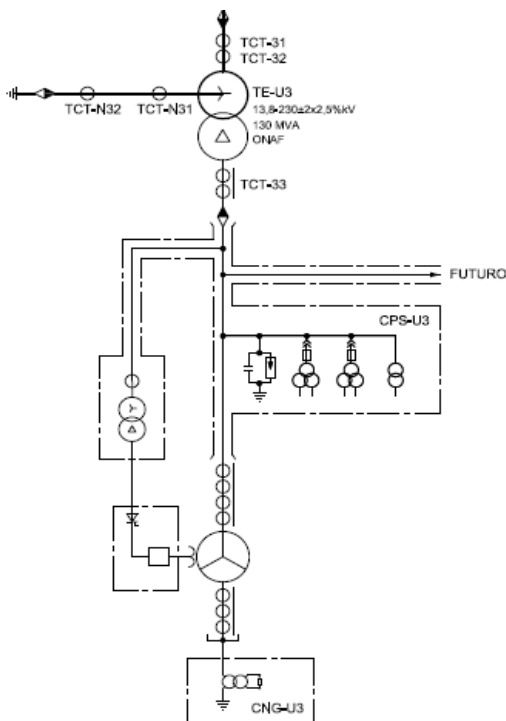 TCT-31
TCT-32
TE-U3
13,8-230±2x2,5%kV
130 MVA
ONAF
TCT-N32
TCT-N31
TCT-33
FUTURO
CPS-U3
CNG-U3